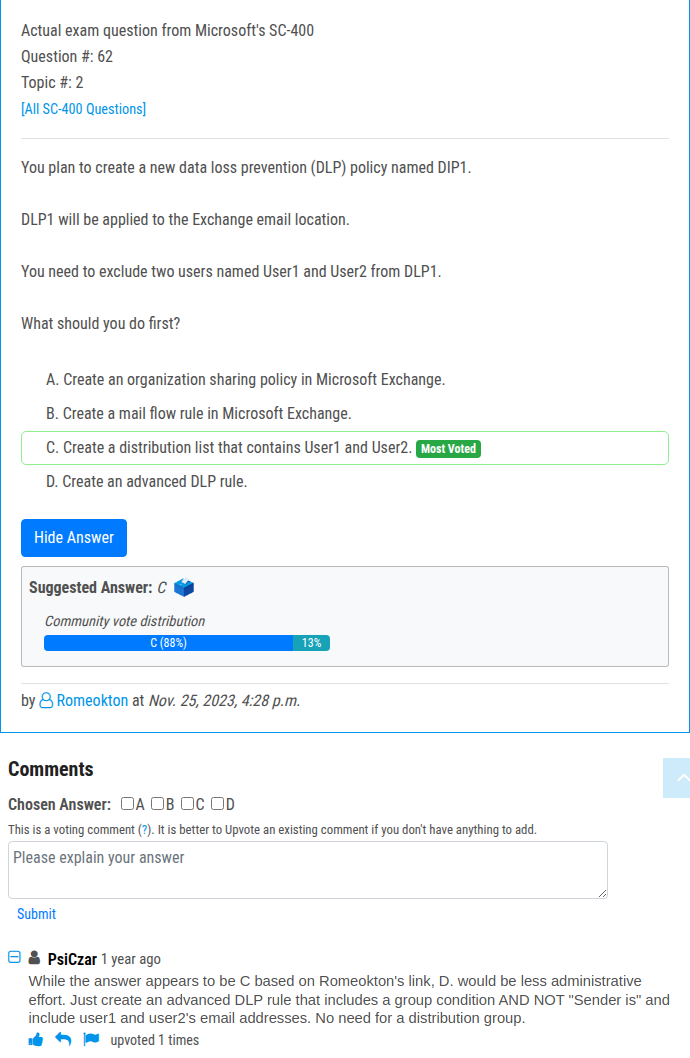 Actual exam question from Microsoft's SC-400
Question #: 62
Topic #: 2
[All SC-400 Questions]
You plan to create a new data loss prevention (DLP) policy named DIP1.
DLP1 will be applied to the Exchange email location.
You need to exclude two users named User1 and User2 from DLP1.
What should you do first?
A. Create an organization sharing policy in Microsoft Exchange.
B. Create a mail flow rule in Microsoft Exchange.
C. Create a distribution list that contains User1 and User2. Most Voted
D. Create an advanced DLP rule.
Hide Answer
Suggested Answer: C
Community vote distribution
C (88%) 13%
by Romeokton at Nov. 25, 2023, 4:28 p.m.
Comments
Chosen Answer: A B C D
This is a voting comment (?). It is better to Upvote an existing comment if you don't have anything to add.
Please explain your answer
Submit
PsiCzar 1 year ago
While the answer appears to be C based on Romeokton's link, D. would be less administrative
effort. Just create an advanced DLP rule that includes a group condition AND NOT "Sender is" and
include user1 and user2's email addresses. No need for a distribution group.
upvoted 1 times